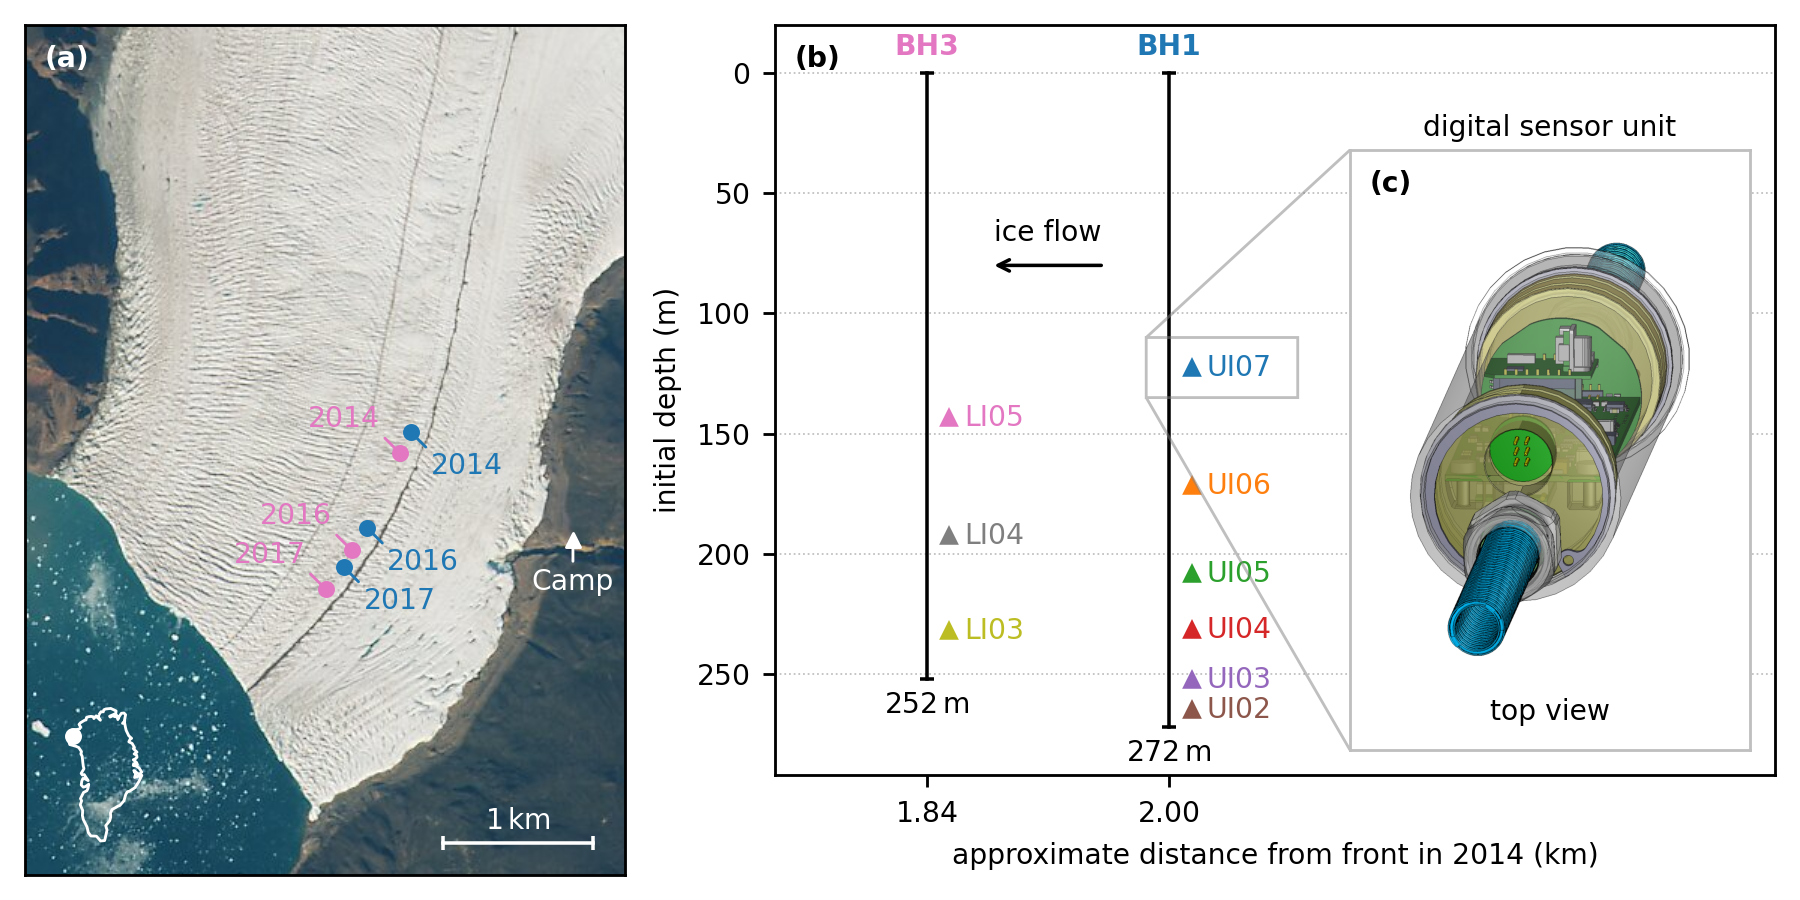 (a)
2014
2014
2016
2016
2017
2017
Camp
1 km
(b)
BH3
BH1
0
50
100
150
200
250
initial depth (m)
ice flow
UI07
LI05
UI06
LI04
UI05
UI04
LI03
UI03
UI02
252 m
272 m
1.84
2.00
approximate distance from front in 2014 (km)
digital sensor unit
(c)
top view